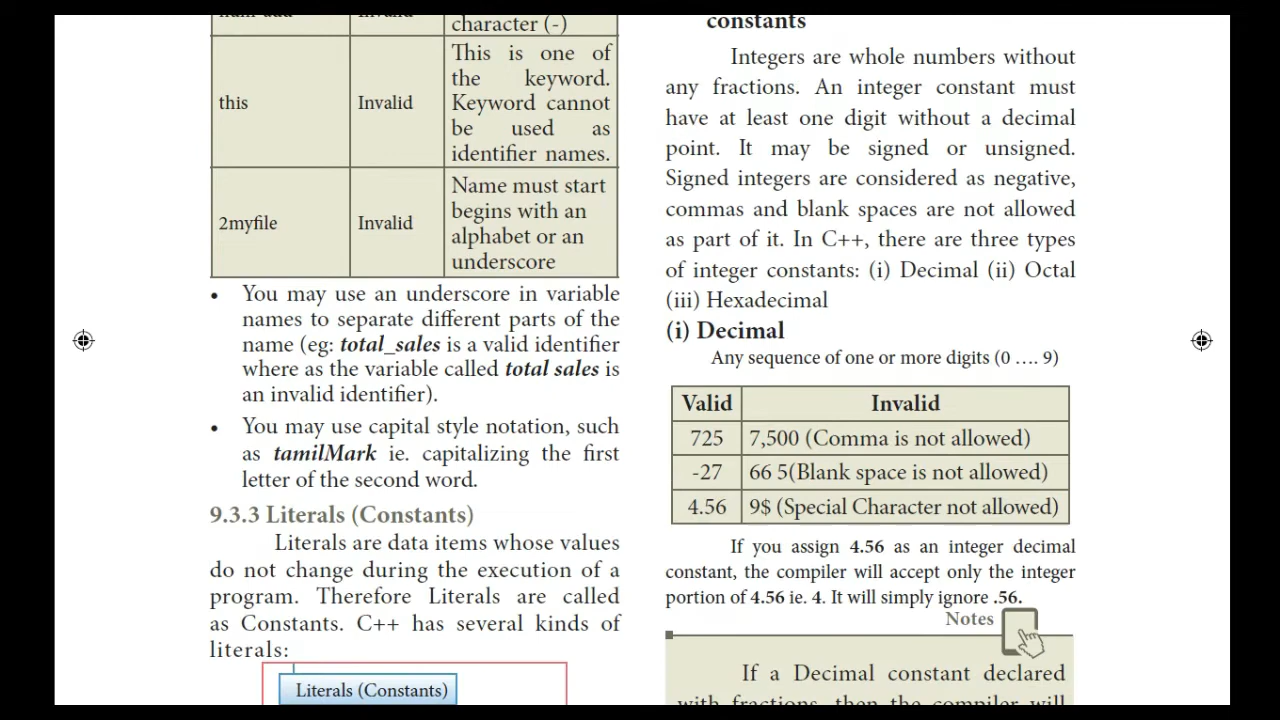 character (-)
this
Invalid
This is one of
the keyword.
Keyword cannot
be used as
identifier names.
2myfile
Invalid
Name must start
begins with an
alphabet or an
underscore
• You may use an underscore in variable
names to separate different parts of the
name (eg: total_sales is a valid identifier
where as the variable called total sales is
an invalid identifier).
• You may use capital style notation, such
as tamilMark ie. capitalizing the first
letter of the second word.
9.3.3 Literals (Constants)
Literals are data items whose values
do not change during the execution of a
program. Therefore Literals are called
as Constants. C++ has several kinds of
literals:
Literals (Constants)
constants
Integers are whole numbers without
any fractions. An integer constant must
have at least one digit without a decimal
point. It may be signed or unsigned.
Signed integers are considered as negative,
commas and blank spaces are not allowed
as part of it. In C++, there are three types
of integer constants: (i) Decimal (ii) Octal
(iii) Hexadecimal
(i) Decimal
Any sequence of one or more digits (0 …. 9)
Valid Invalid
725 7,500 (Comma is not allowed)
-27 66 5(Blank space is not allowed)
4.56 9$ (Special Character not allowed)
If you assign 4.56 as an integer decimal
constant, the compiler will accept only the integer
portion of 4.56 ie. 4. It will simply ignore .56.
Notes
If a Decimal constant declared
with fractions, then the compiler will